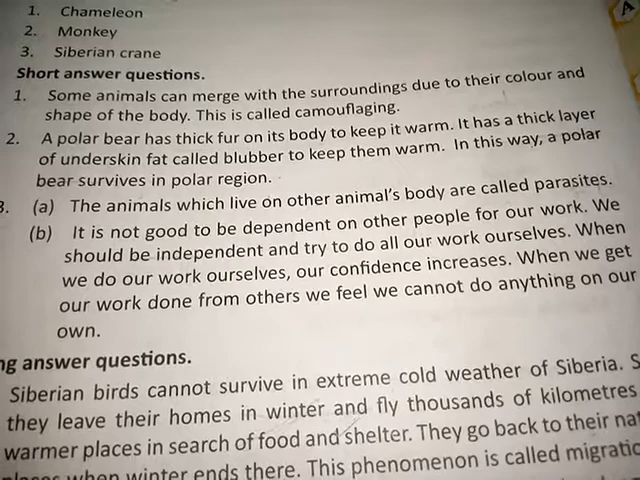 1. Chameleon
2. Monkey
3. Siberian crane
Short answer questions.
1. Some animals can merge with the surroundings due to their colour and
shape of the body. This is called camouflaging.
2. A polar bear has thick fur on its body to keep it warm. It has a thick layer
of underskin fat called blubber to keep them warm. In this way, a polar
bear survives in polar region.
3. (a) The animals which live on other animal's body are called parasites.
(b) It is not good to be dependent on other people for our work. We
should be independent and try to do all our work ourselves. When
we do our work ourselves, our confidence increases. When we get
our work done from others we feel we cannot do anything on our
own.
ng answer questions.
Siberian birds cannot survive in extreme cold weather of Siberia. S
they leave their homes in winter and fly thousands of kilometres
warmer places in search of food and shelter. They go back to their nat
when winter ends there. This phenomenon is called migratio